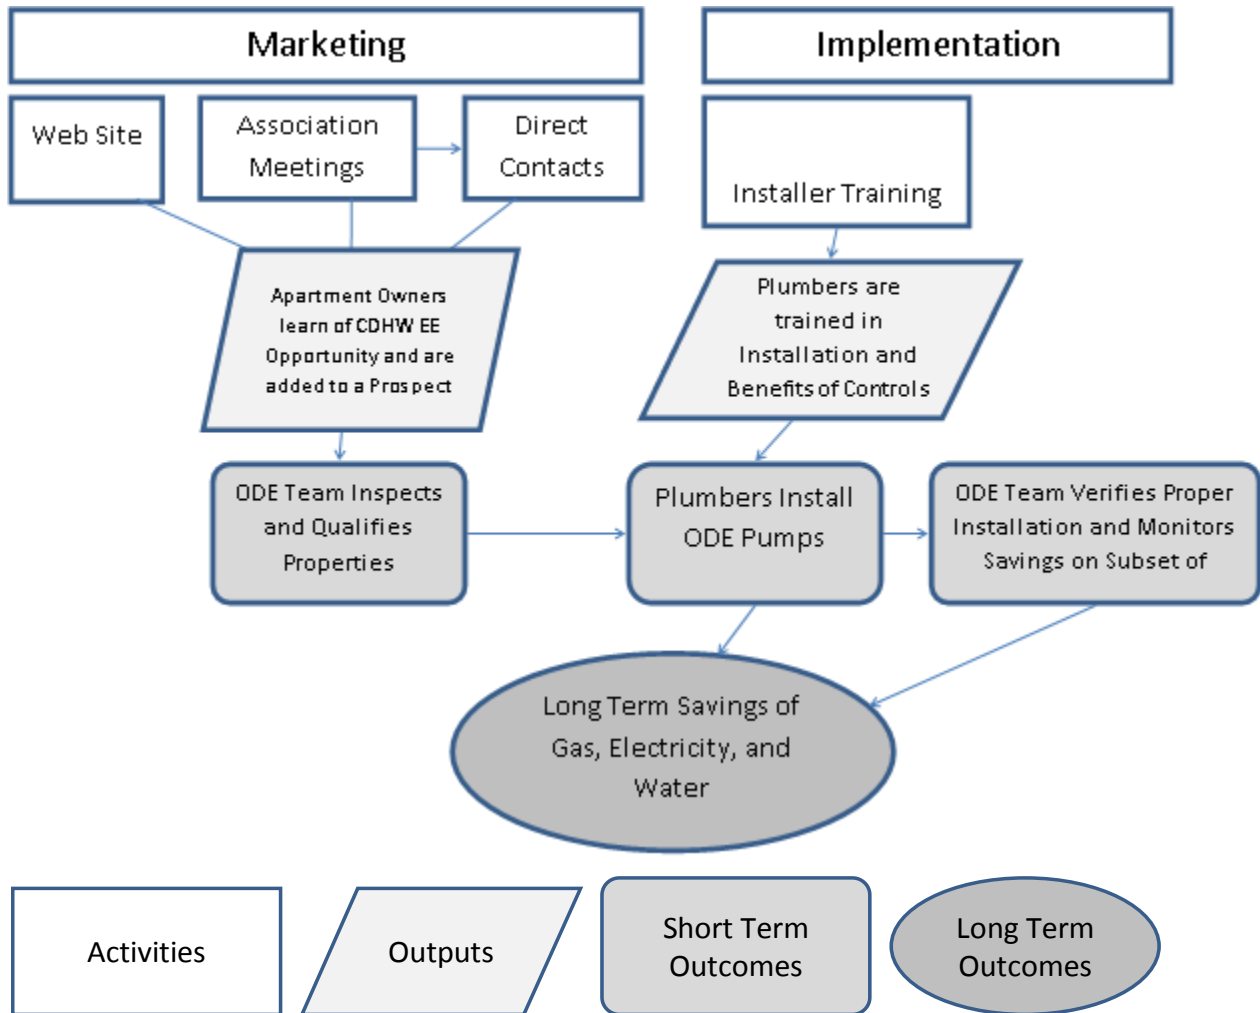 Marketing
Implementation
Web Site
Association
Meetings
Direct
Contacts
Installer Training
Apartment Owners
learn of CDHW EE
Opportunity and are
added to a Prospect
Plumbers are
trained in
Installation and
Benefits of Controls
ODE Team Inspects
and Qualifies
Properties
Plumbers Install
ODE Pumps
ODE Team Verifies Proper
Installation and Monitors
Savings on Subset of
Long Term Savings of
Gas, Electricity, and
Water
Activities
Outputs
Short Term
Outcomes
Long Term
Outcomes